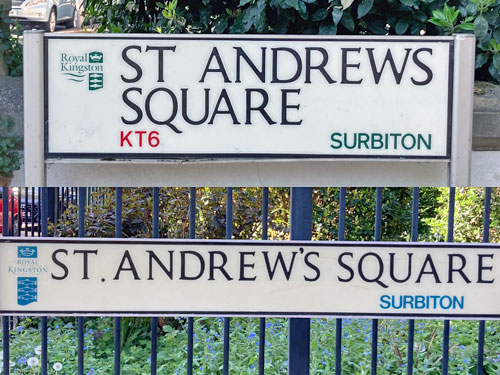 Royal
Kingston
ST ANDREWS
SQUARE
KT6 SURBITON
ROYAL
KINGSTON
ST. ANDREW'S SQUARE
SURBITON